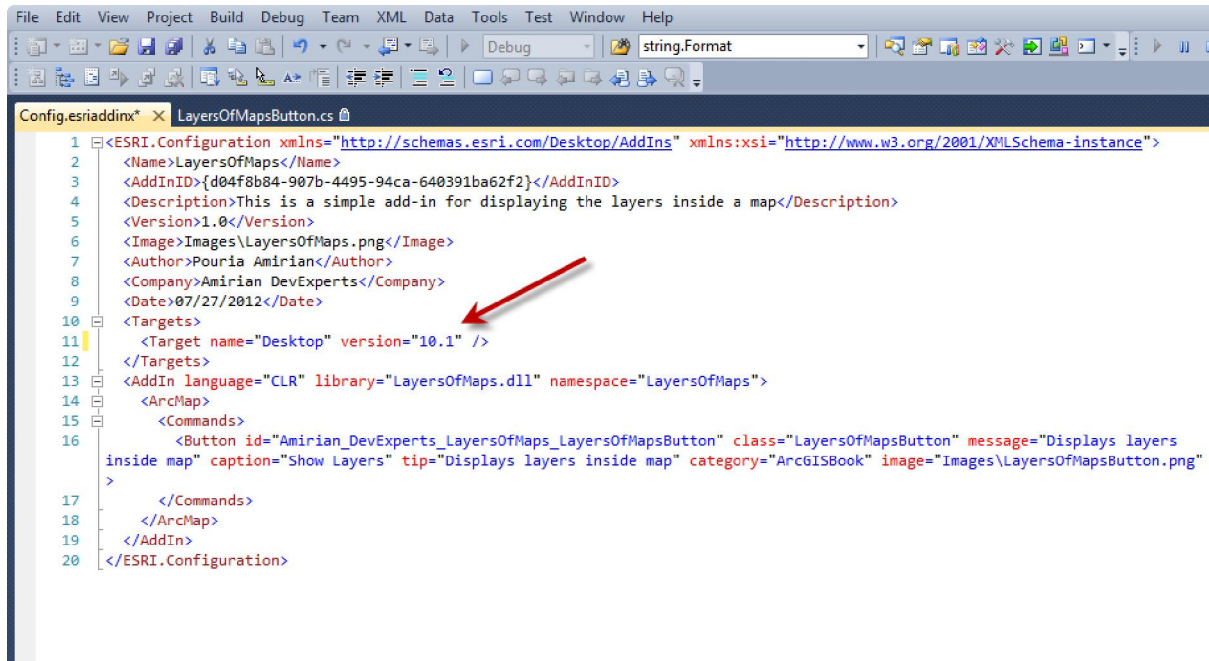 File Edit View Project Build Debug Team XML Data Tools Test Window Help
Debug string.Format
Config.esriaddinx* LayersOfMapsButton.cs
1 <ESRI.Configuration xmlns="http://schemas.esri.com/Desktop/AddIns" xmlns:xsi="http://www.w3.org/2001/XMLSchema-instance">
2 <Name>LayersOfMaps</Name>
3 <AddInID>{d04f8b84-907b-4495-94ca-640391ba62f2}</AddInID>
4 <Description>This is a simple add-in for displaying the layers inside a map</Description>
5 <Version>1.0</Version>
6 <Image>Images\LayersOfMaps.png</Image>
7 <Author>Pouria Amirian</Author>
8 <Company>Amirian DevExperts</Company>
9 <Date>07/27/2012</Date>
10 <Targets>
11 <Target name="Desktop" version="10.1" />
12 </Targets>
13 <AddIn language="CLR" library="LayersOfMaps.dll" namespace="LayersOfMaps">
14 <ArcMap>
15 <Commands>
16 <Button id="Amirian_DevExperts_LayersOfMaps_LayersOfMapsButton" class="LayersOfMapsButton" message="Displays layers
inside map" caption="Show Layers" tip="Displays layers inside map" category="ArcGISBook" image="Images\LayersOfMapsButton.png"
>
17 </Commands>
18 </ArcMap>
19 </AddIn>
20 </ESRI.Configuration>